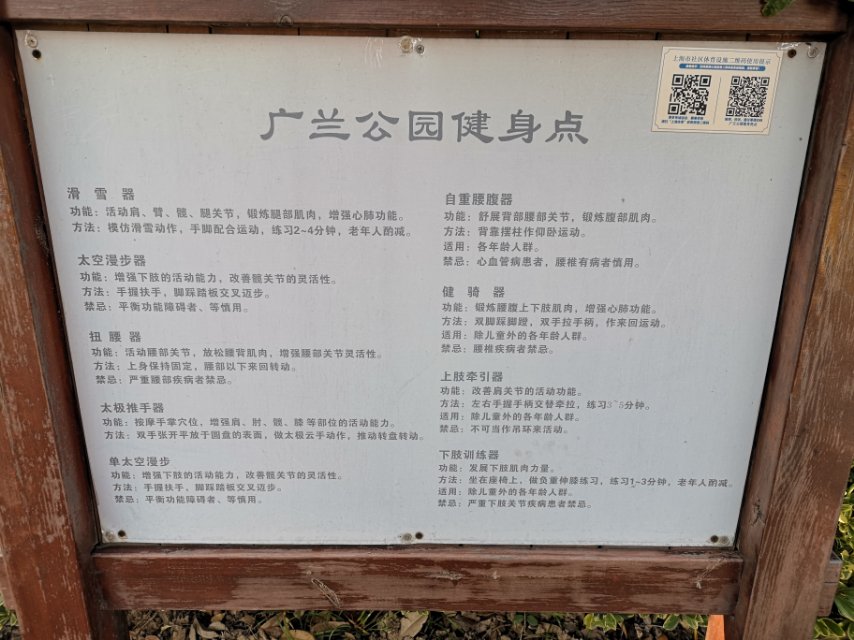 上海市社区体育设施二维码使用展示
广兰公园健身点
滑雪器
功能：活动肩、臂、髋、腿关节，锻炼腿部肌肉，增强心肺功能。
方法：模仿滑雪动作，手脚配合运动，练习2~4分钟，老年人酌减。
太空漫步器
功能：增强下肢的活动能力，改善髋关节的灵活性。
方法：手握扶手，脚踩踏板交叉迈步。
禁忌：平衡功能障碍者、等慎用。
扭腰器
功能：活动腰部关节，放松腰背肌肉，增强腰部关节灵活性。
方法：上身保持固定，腰部以下来回转动。
禁忌：严重腰部疾病者禁忌。
太极推手器
功能：按摩手掌穴位，增强肩、肘、髋、膝等部位的活动能力。
方法：双手张开平放于圆盘的表面，做太极云手动作，推动转盘转动。
单太空漫步
功能：增强下肢的活动能力，改善髋关节的灵活性。
方法：手握扶手，脚踩踏板交叉迈步。
禁忌：平衡功能障碍者、等慎用。
自重腰腹器
功能：舒展背部腰部关节，锻炼腹部肌肉。
方法：背靠摆柱作仰卧运动。
适用：各年龄人群。
禁忌：心血管病患者，腰椎有病者慎用。
健骑器
功能：锻炼腰腹上下肢肌肉，增强心肺功能。
方法：双脚踩脚蹬，双手拉手柄，作来回运动。
适用：除儿童外的各年龄人群。
禁忌：腰椎疾病者禁忌。
上肢牵引器
功能：改善肩关节的活动功能。
方法：左右手握手柄交替牵拉，练习3~5分钟。
适用：除儿童外的各年龄人群。
禁忌：不可当作吊环来活动。
下肢训练器
功能：发展下肢肌肉力量。
方法：坐在座椅上，做负重伸膝练习，练习1~3分钟，老年人酌减。
适用：除儿童外的各年龄人群。
禁忌：严重下肢关节疾病患者禁忌。